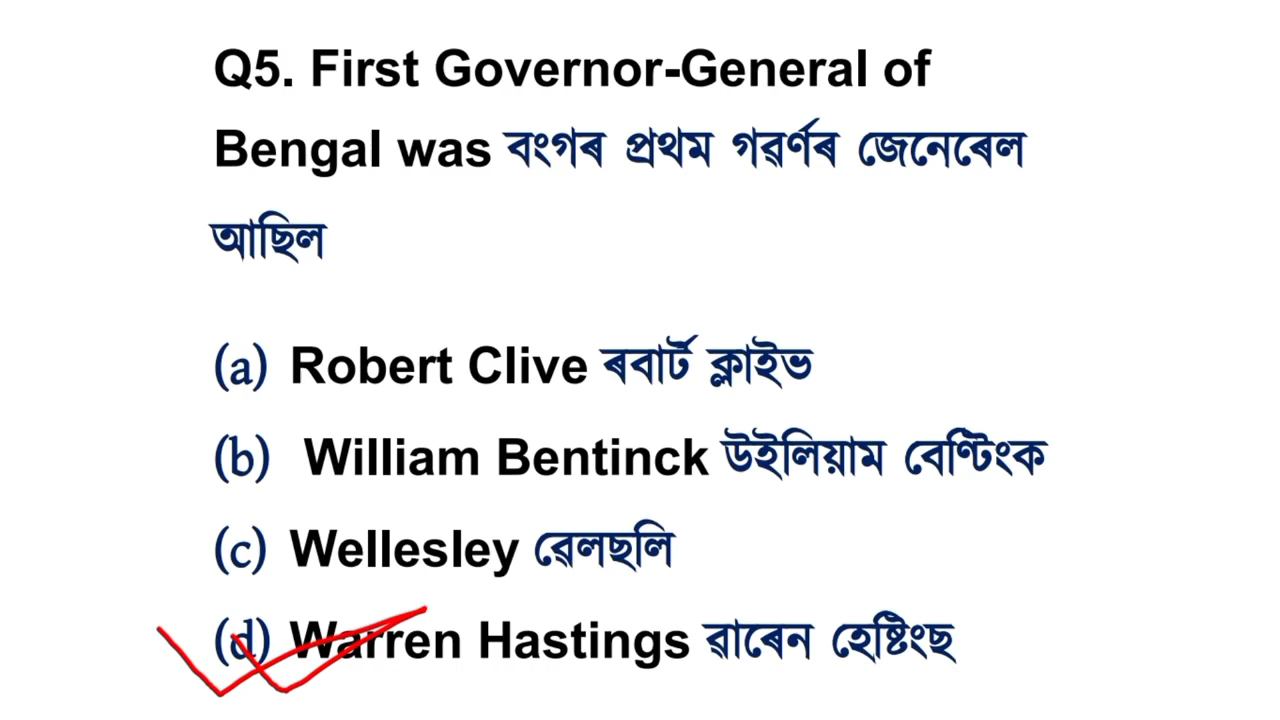 Q5. First Governor-General of
Bengal was বংগৰ প্ৰথম গৱৰ্ণৰ জেনেৰেল
আছিল
(a) Robert Clive ৰবাৰ্ট ক্লাইভ
(b) William Bentinck উইলিয়াম বেণ্টিংক
(c) Wellesley ৱেলছলি
(d) Warren Hastings ৱাৰেন হেষ্টিংছ